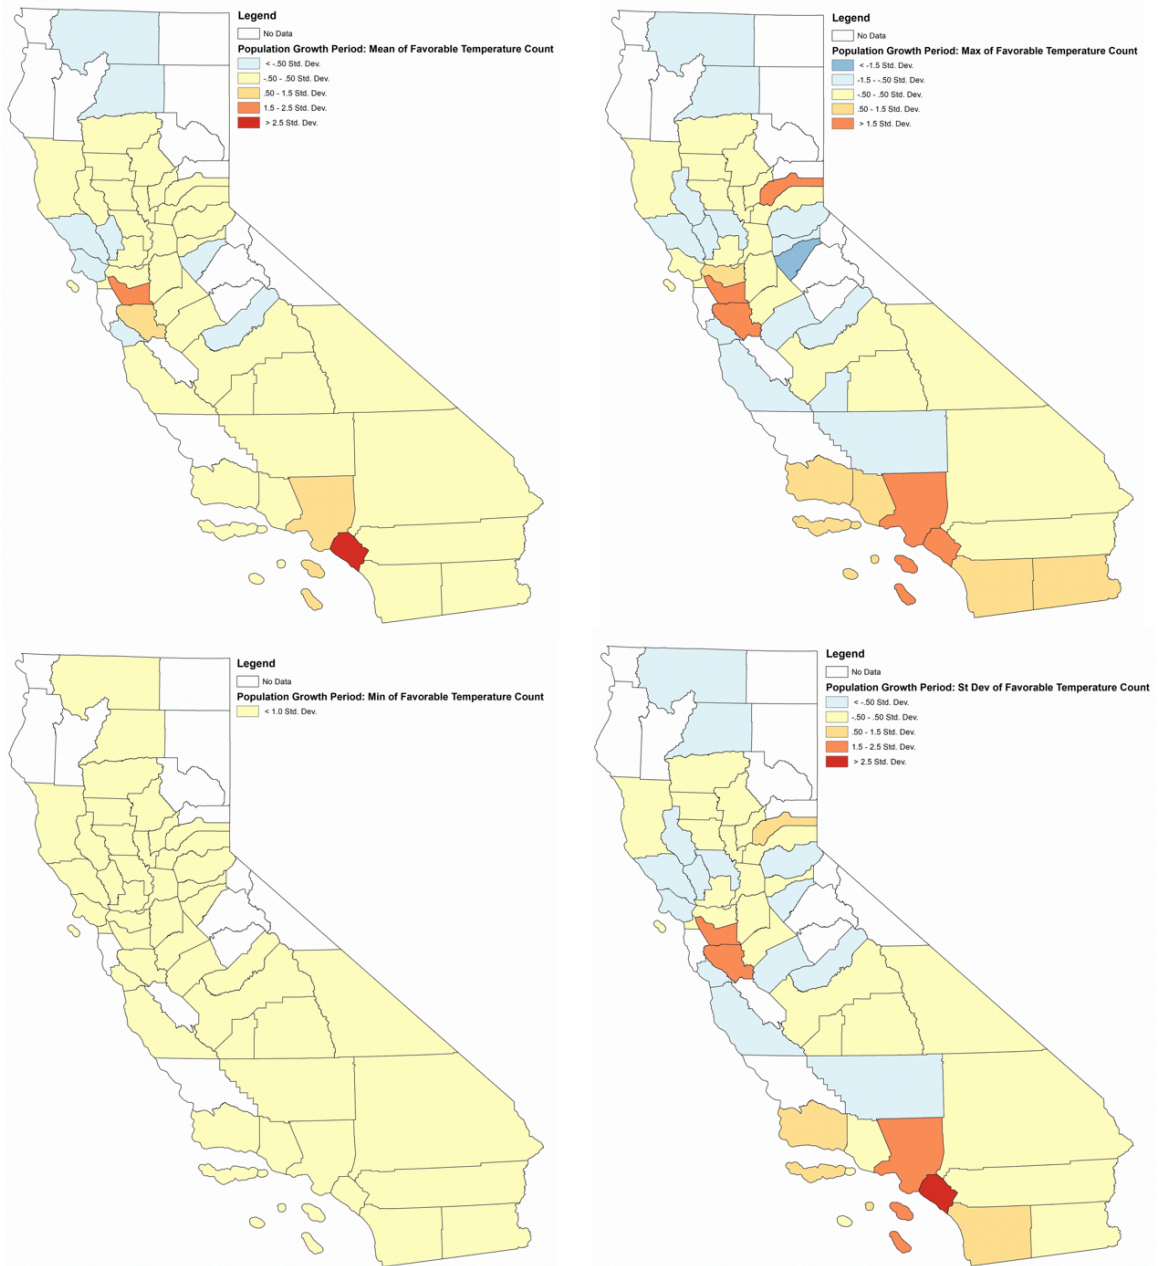 Legend
No Data
Population Growth Period: Mean of Favorable Temperature Count
< -.50 Std. Dev.
-.50 - .50 Std. Dev.
.50 - 1.5 Std. Dev.
1.5 - 2.5 Std. Dev.
> 2.5 Std. Dev.
Legend
No Data
Population Growth Period: Max of Favorable Temperature Count
< -1.5 Std. Dev.
-1.5 - -.50 Std. Dev.
-.50 - .50 Std. Dev.
.50 - 1.5 Std. Dev.
> 1.5 Std. Dev.
Legend
No Data
Population Growth Period: Min of Favorable Temperature Count
< 1.0 Std. Dev.
Legend
No Data
Population Growth Period: St Dev of Favorable Temperature Count
< -.50 Std. Dev.
-.50 - .50 Std. Dev.
.50 - 1.5 Std. Dev.
1.5 - 2.5 Std. Dev.
> 2.5 Std. Dev.